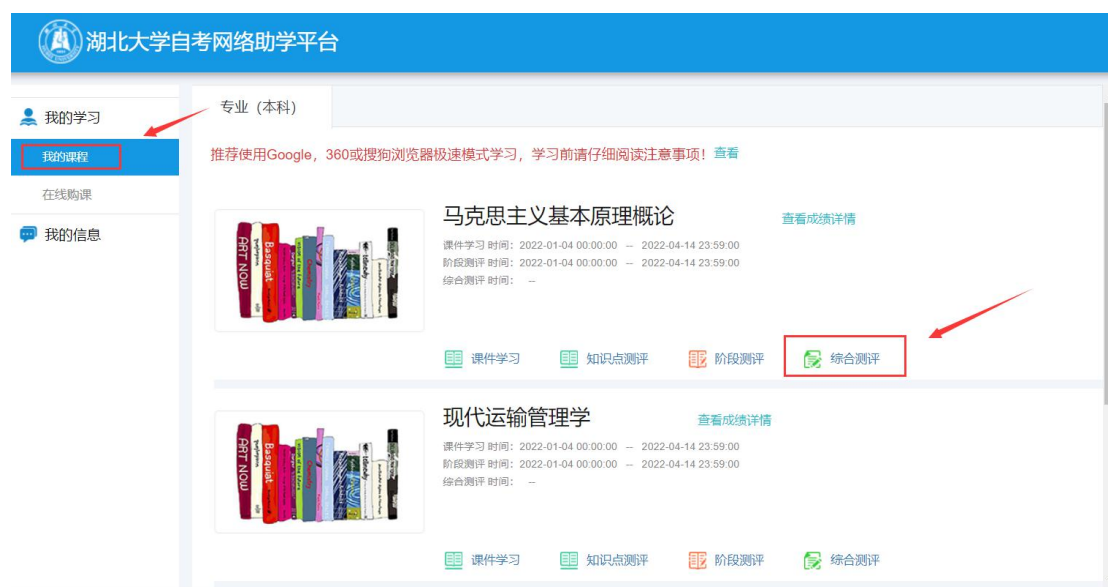 湖北大学自考网络助学平台
我的学习
我的课程
在线购课
我的信息
专业（本科）
推荐使用Google，360或搜狗浏览器极速模式学习，学习前请仔细阅读注意事项！查看
马克思主义基本原理概论 查看成绩详情
课件学习 时间：2022-01-04 00:00:00 – 2022-04-14 23:59:00
阶段测评 时间：2022-01-04 00:00:00 – 2022-04-14 23:59:00
综合测评 时间： --
ART NOW
Basquiat
课件学习 知识点测评 阶段测评 综合测评
现代运输管理学 查看成绩详情
课件学习 时间：2022-01-04 00:00:00 – 2022-04-14 23:59:00
阶段测评 时间：2022-01-04 00:00:00 – 2022-04-14 23:59:00
综合测评 时间： --
ART NOW
Basquiat
课件学习 知识点测评 阶段测评 综合测评